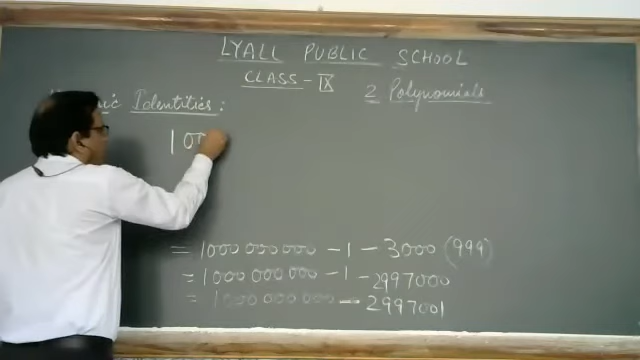 LYALL PUBLIC SCHOOL
CLASS - IX
2 Polynomials
Identities :
100
= 1000 000 000 - 1 - 3000 (999)
= 1000 000 000 - 1 - 2997000
= 1000 000 000 - 2997001